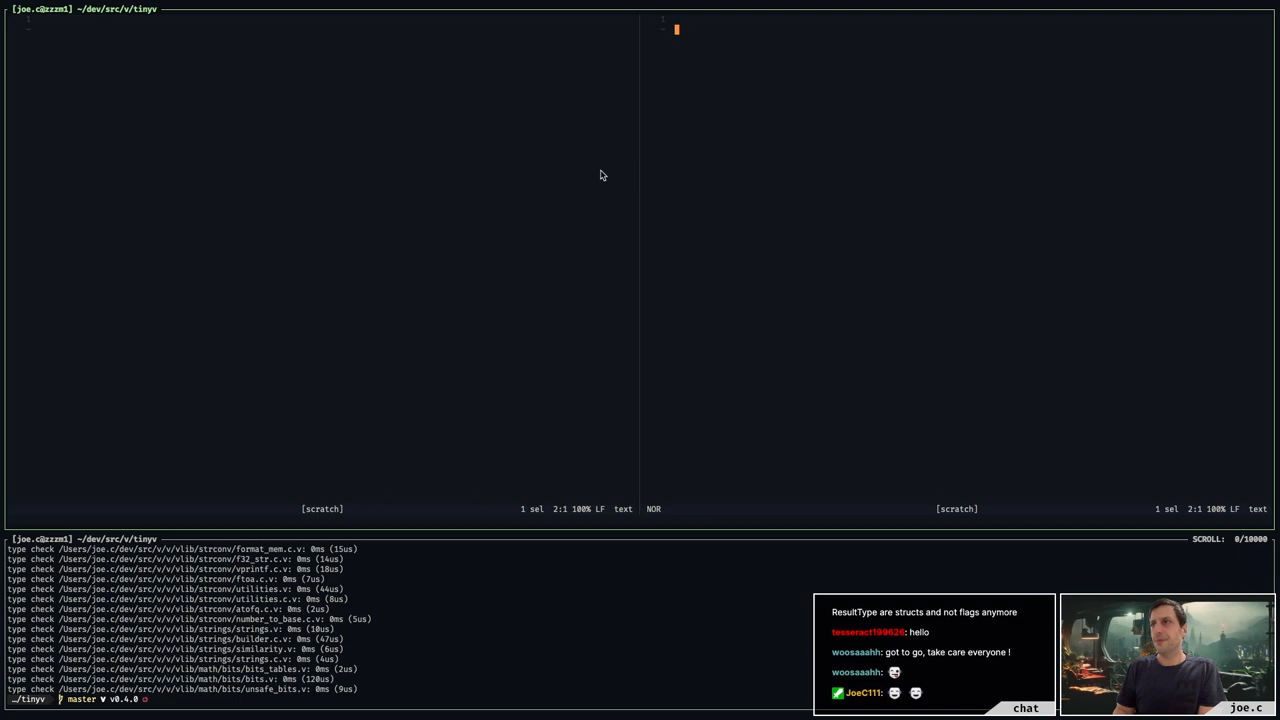 [joe.c@zzzm1] ~/dev/src/v/tinyv
1
~
1
~
[scratch] 1 sel 2:1 100% LF text
NOR [scratch] 1 sel 2:1 100% LF text
[joe.c@zzzm1] ~/dev/src/v/tinyv SCROLL: 0/10000
type check /Users/joe.c/dev/src/v/v/vlib/strconv/format_mem.c.v: 0ms (15us)
type check /Users/joe.c/dev/src/v/v/vlib/strconv/f32_str.c.v: 0ms (14us)
type check /Users/joe.c/dev/src/v/v/vlib/strconv/vprintf.c.v: 0ms (18us)
type check /Users/joe.c/dev/src/v/v/vlib/strconv/ftoa.c.v: 0ms (7us)
type check /Users/joe.c/dev/src/v/v/vlib/strconv/utilities.v: 0ms (44us)
type check /Users/joe.c/dev/src/v/v/vlib/strconv/utilities.c.v: 0ms (8us)
type check /Users/joe.c/dev/src/v/v/vlib/strconv/atofq.c.v: 0ms (2us)
type check /Users/joe.c/dev/src/v/v/vlib/strconv/number_to_base.c.v: 0ms (5us)
type check /Users/joe.c/dev/src/v/v/vlib/strings/strings.v: 0ms (10us)
type check /Users/joe.c/dev/src/v/v/vlib/strings/builder.c.v: 0ms (47us)
type check /Users/joe.c/dev/src/v/v/vlib/strings/similarity.v: 0ms (6us)
type check /Users/joe.c/dev/src/v/v/vlib/strings/strings.c.v: 0ms (4us)
type check /Users/joe.c/dev/src/v/v/vlib/math/bits/bits_tables.v: 0ms (2us)
type check /Users/joe.c/dev/src/v/v/vlib/math/bits/bits.v: 0ms (120us)
type check /Users/joe.c/dev/src/v/v/vlib/math/bits/unsafe_bits.v: 0ms (9us)
…/tinyv master v0.4.0
ResultType are structs and not flags anymore
tesseract199626: hello
woosaaahh: got to go, take care everyone !
woosaaahh:
JoeC111:
chat
joe.c